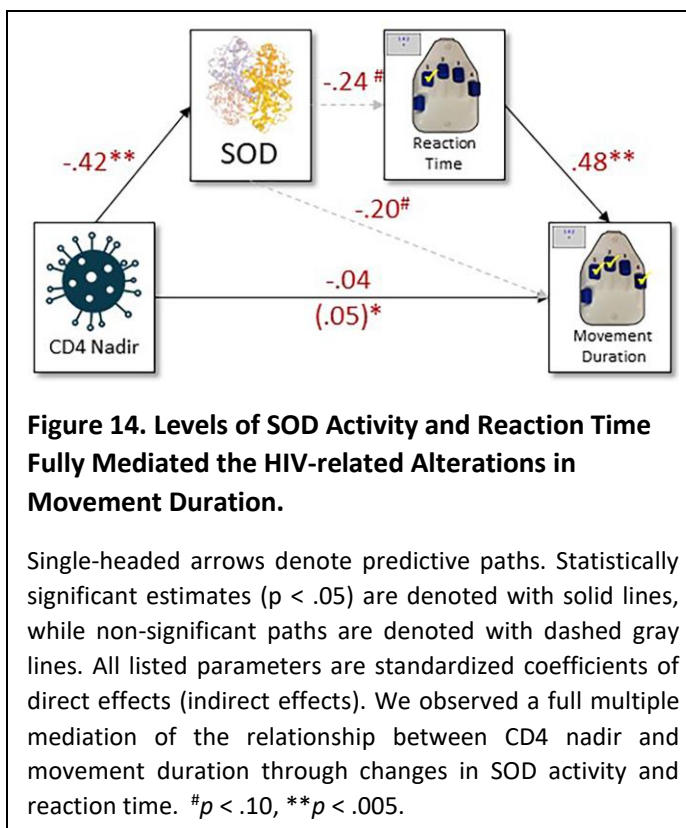 -.24 #
SOD
Reaction
Time
-.42**
.48**
-.20#
-.04
(.05)*
CD4 Nadir
Movement
Duration
Figure 14. Levels of SOD Activity and Reaction Time
Fully Mediated the HIV-related Alterations in
Movement Duration.
Single-headed arrows denote predictive paths. Statistically
significant estimates (p < .05) are denoted with solid lines,
while non-significant paths are denoted with dashed gray
lines. All listed parameters are standardized coefficients of
direct effects (indirect effects). We observed a full multiple
mediation of the relationship between CD4 nadir and
movement duration through changes in SOD activity and
reaction time. #p < .10, **p < .005.